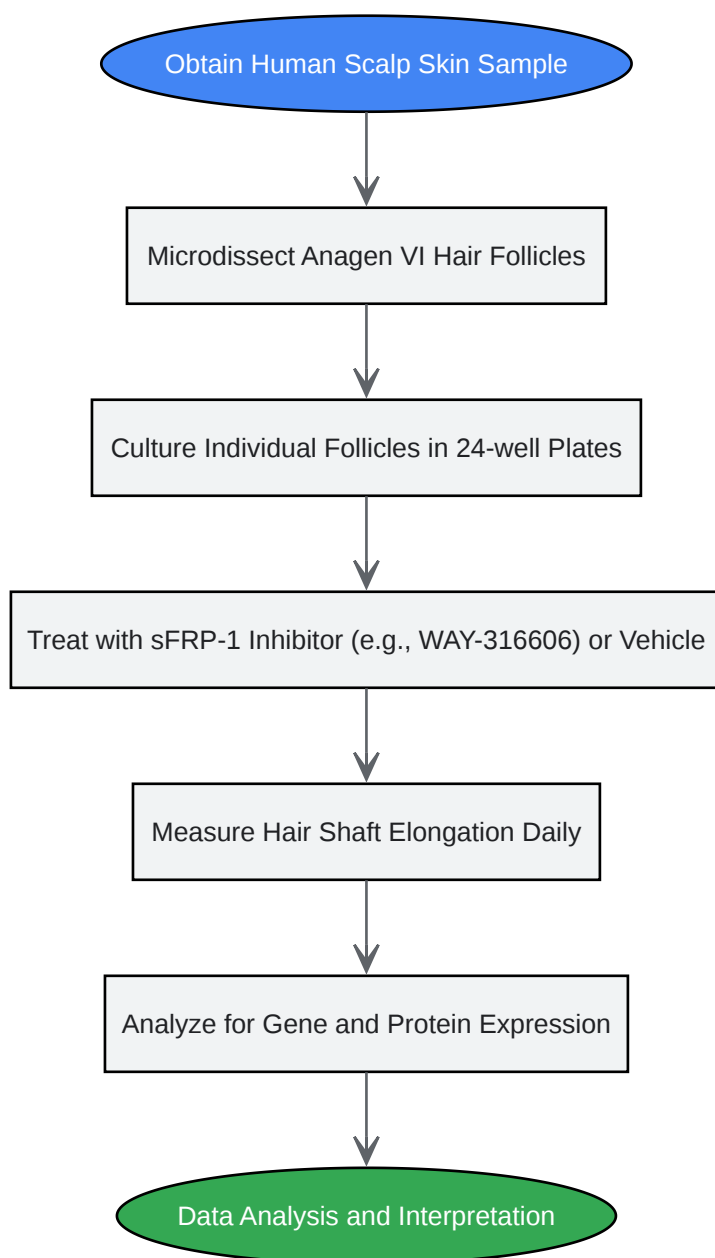 Obtain Human Scalp Skin Sample
Microdissect Anagen VI Hair Follicles
Culture Individual Follicles in 24-well Plates
Treat with sFRP-1 Inhibitor (e.g., WAY-316606) or Vehicle
Measure Hair Shaft Elongation Daily
Analyze for Gene and Protein Expression
Data Analysis and Interpretation